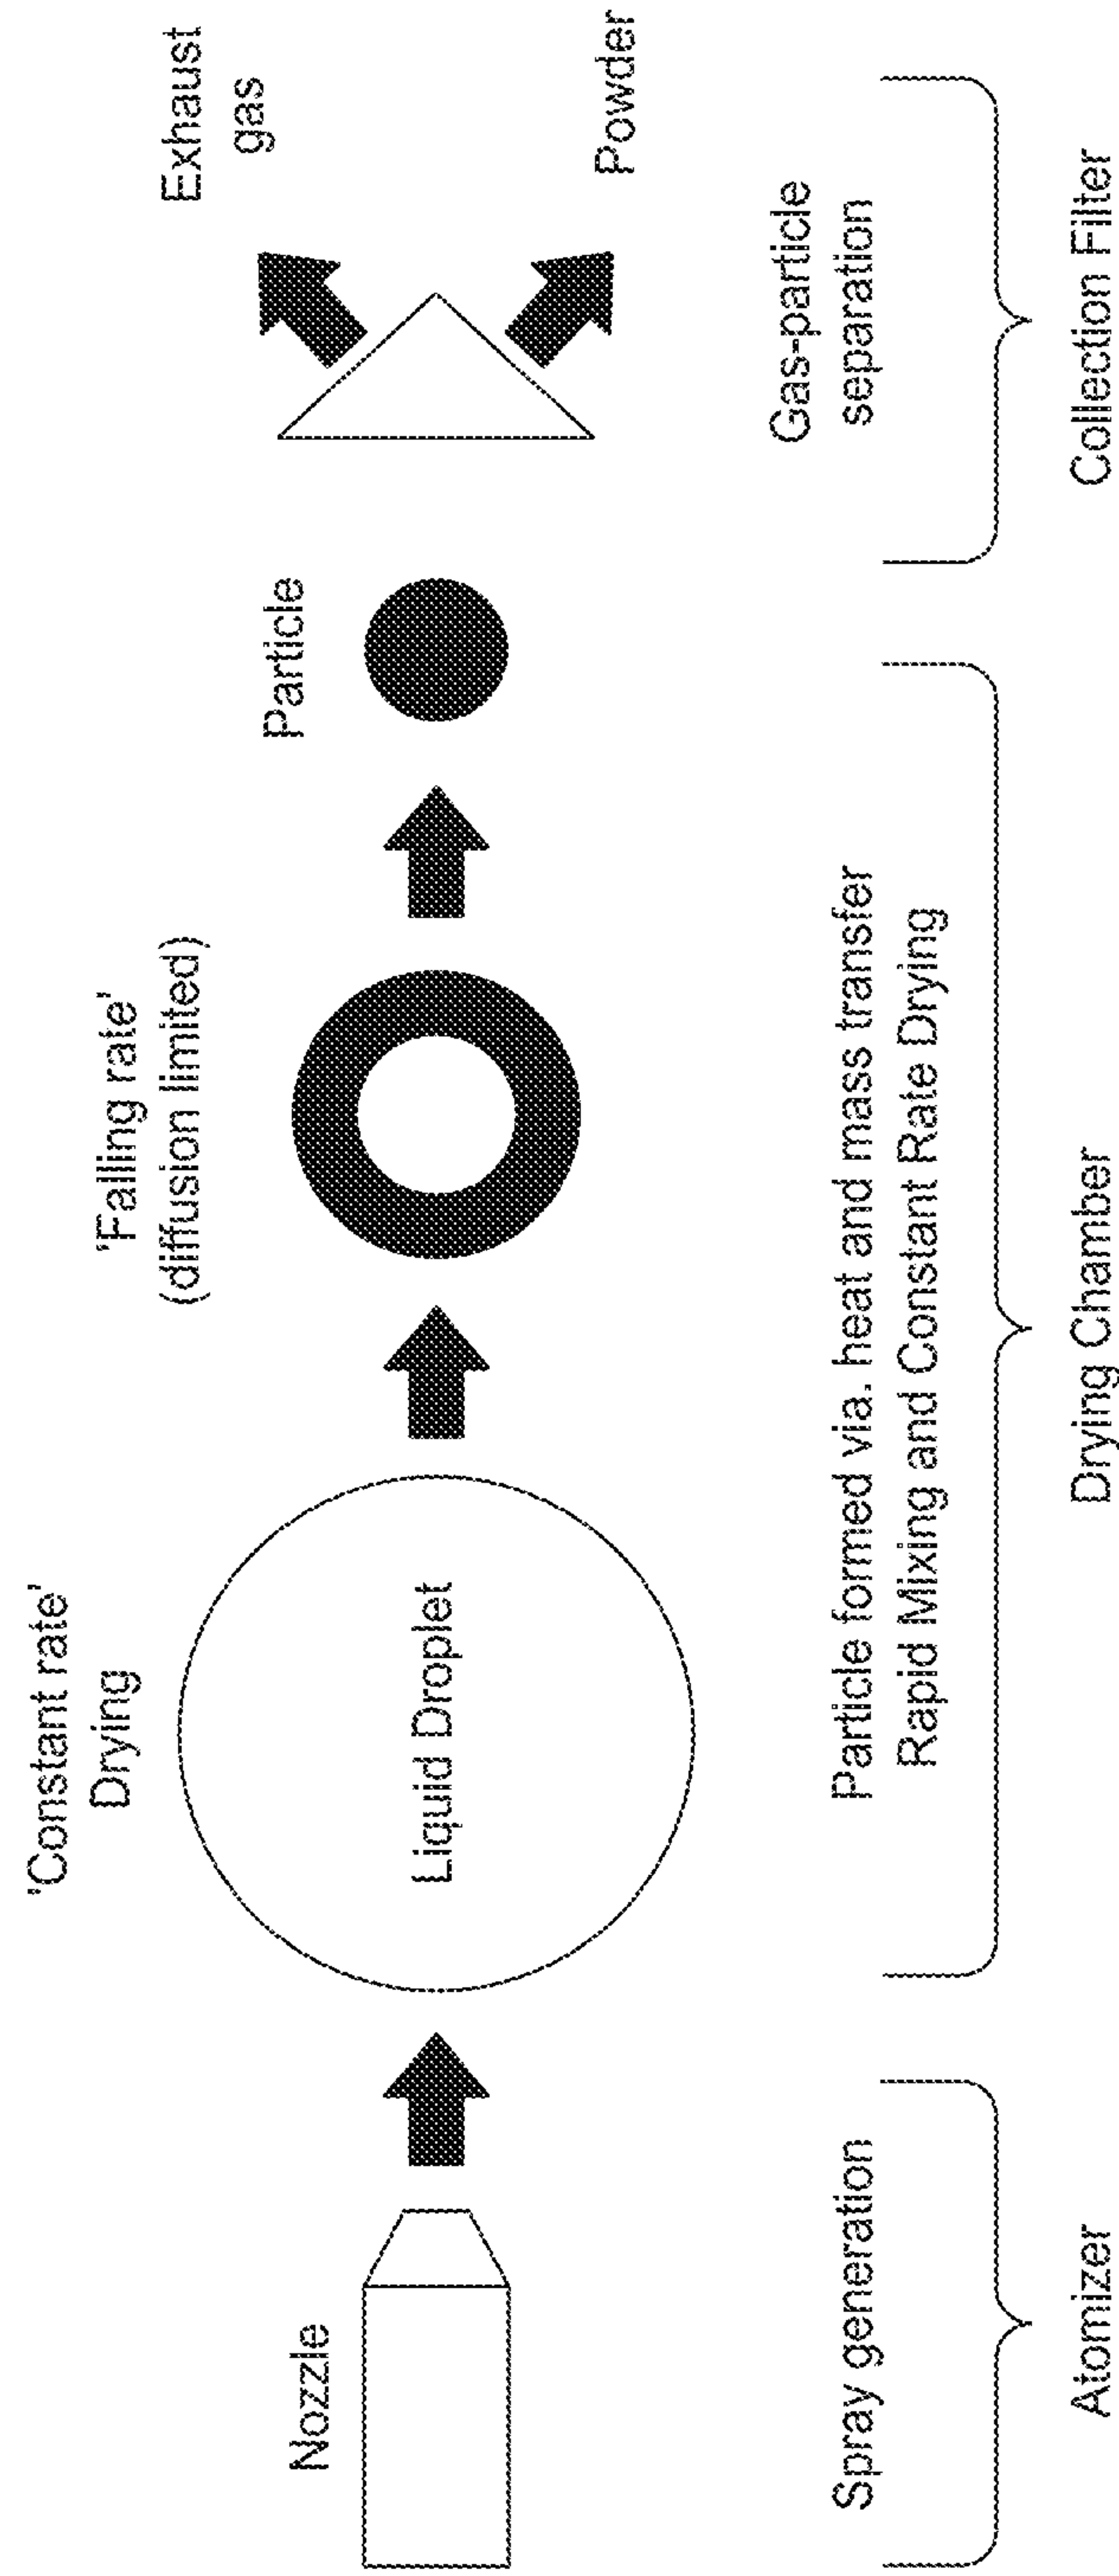 Nozzle
'Constant rate'
Drying
Liquid Droplet
'Falling rate'
(diffusion limited)
Particle
Exhaust
gas
Powder
Spray generation
Particle formed via. heat and mass transfer
Rapid Mixing and Constant Rate Drying
Gas-particle
separation
Atomizer
Drying Chamber
Collection Filter